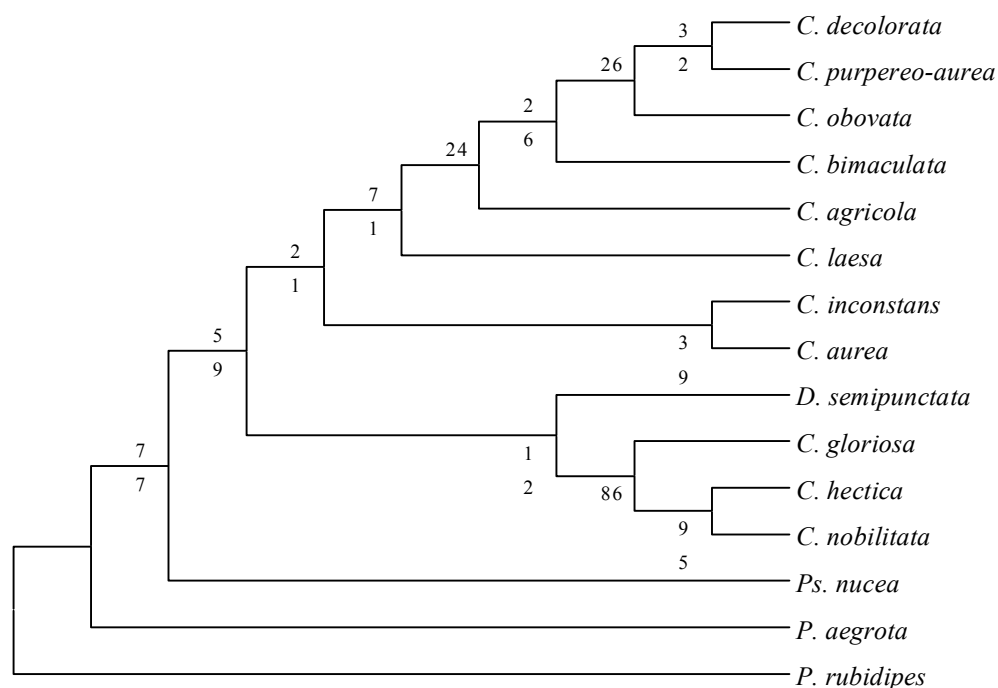 3
C. decolorata
2
C. purpereo-aurea
26
C. obovata
2
6
C. bimaculata
24
C. agricola
7
1
C. laesa
2
1
C. inconstans
3
C. aurea
5
9
9
D. semipunctata
1
2
C. gloriosa
86
C. hectica
9
5
C. nobilitata
7
7
Ps. nucea
P. aegrota
P. rubidipes